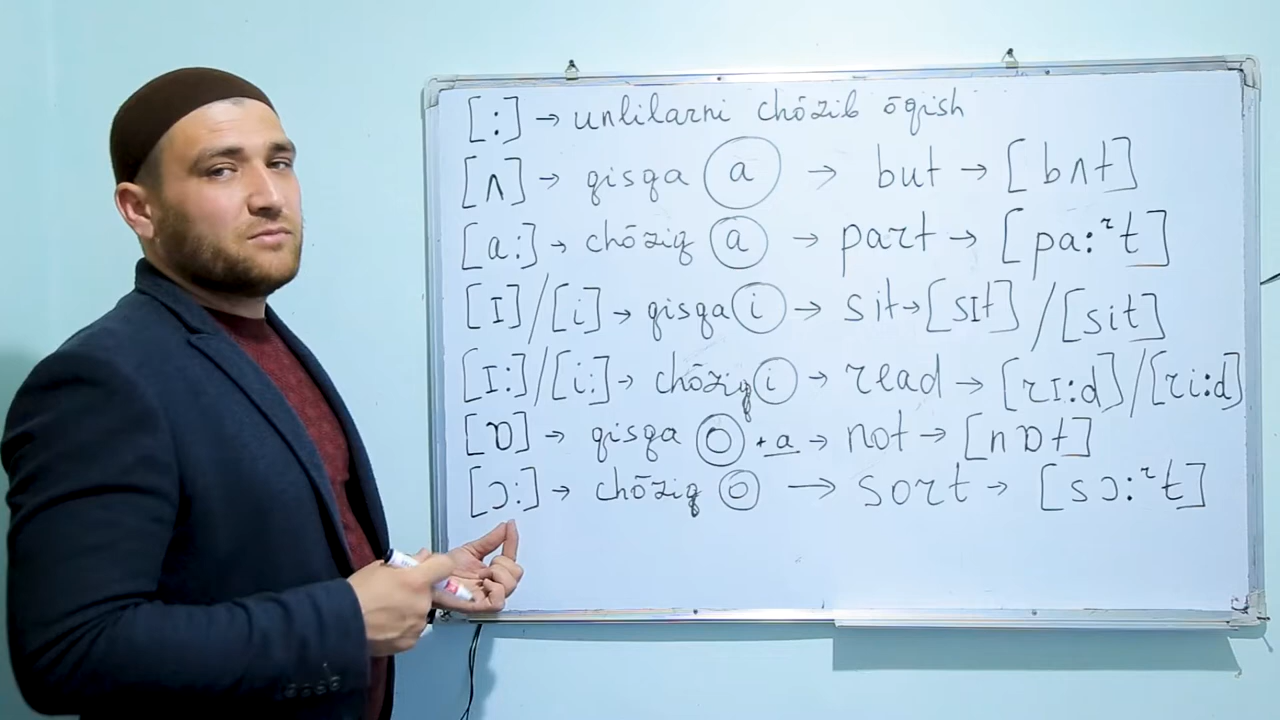 [:] → unlilarni chōzib ōqish
[ʌ] → qisqa a → but → [bʌt]
[a:] → chōziq a → part → [pa:ʳt]
[I]/[i] → qisqa i → sit → [sIt]/[sit]
[I:]/[i:] → chōziq i → read → [rI:d]/[ri:d]
[ɒ] → qisqa O + a → not → [nɒt]
[ɔ:] → chōziq o → sort → [sɔ:ʳt]